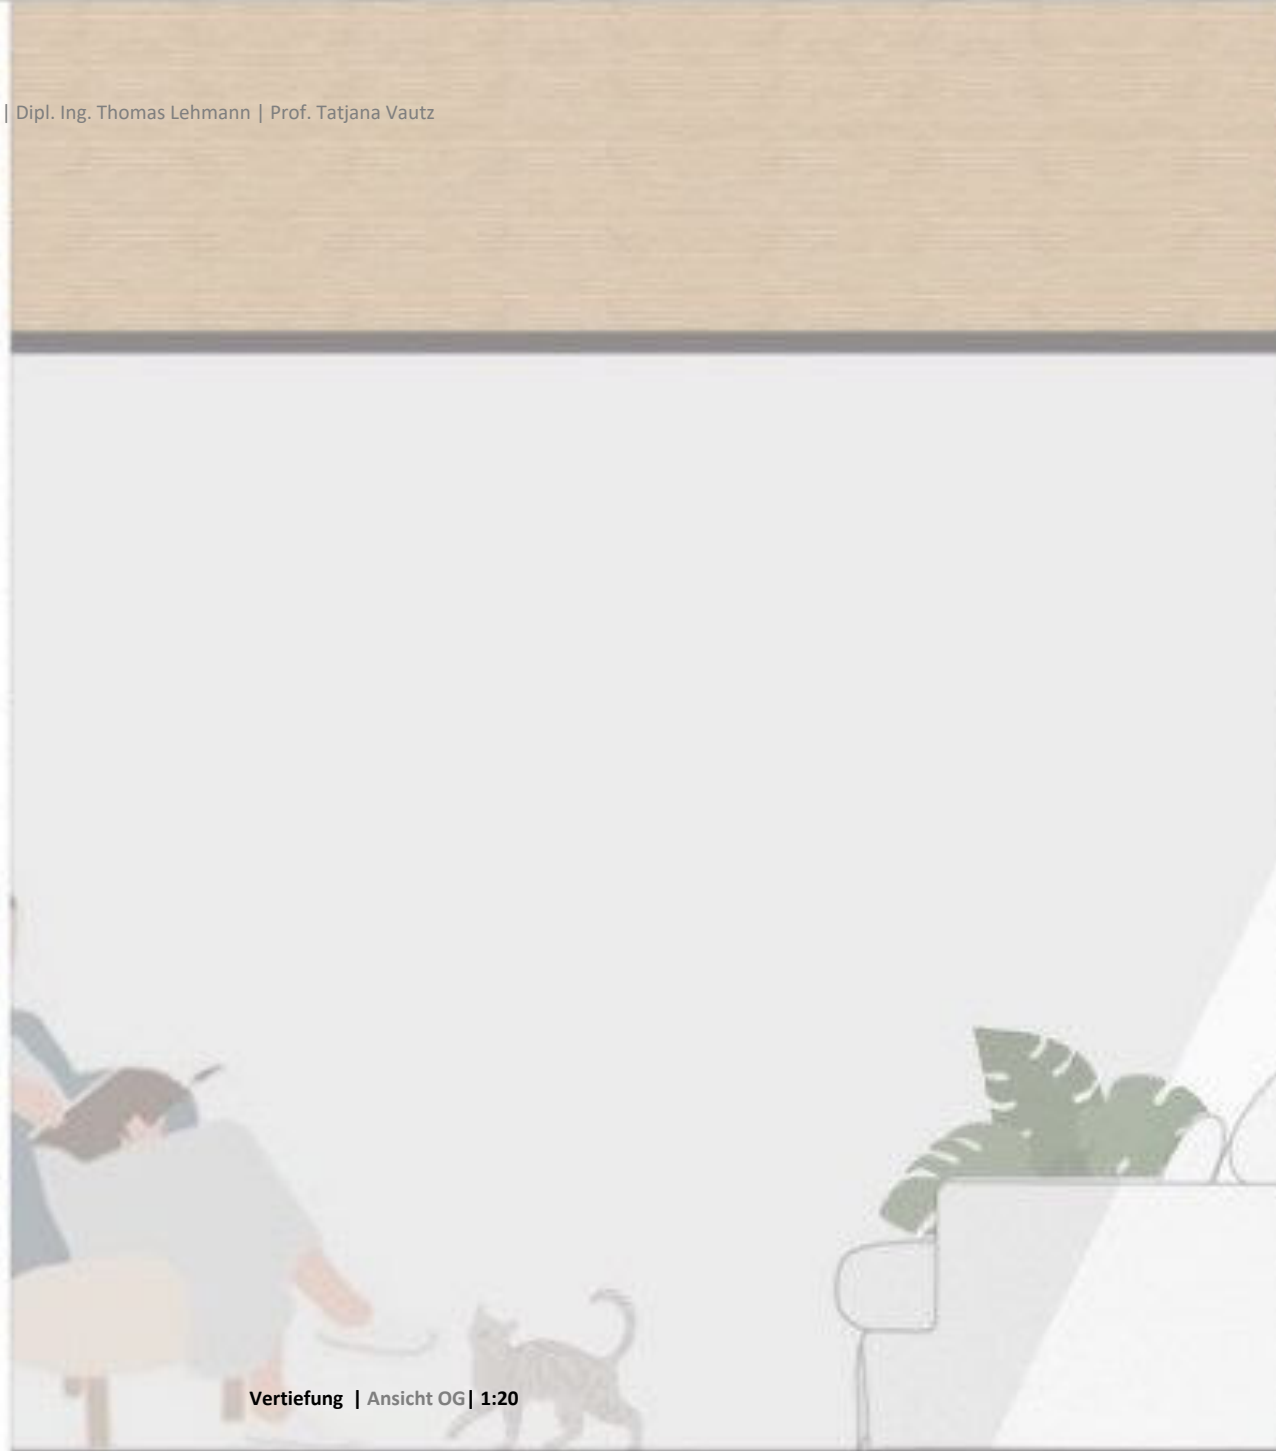 | Dipl. Ing. Thomas Lehmann | Prof. Tatjana Vautz
Vertiefung | Ansicht OG| 1:20